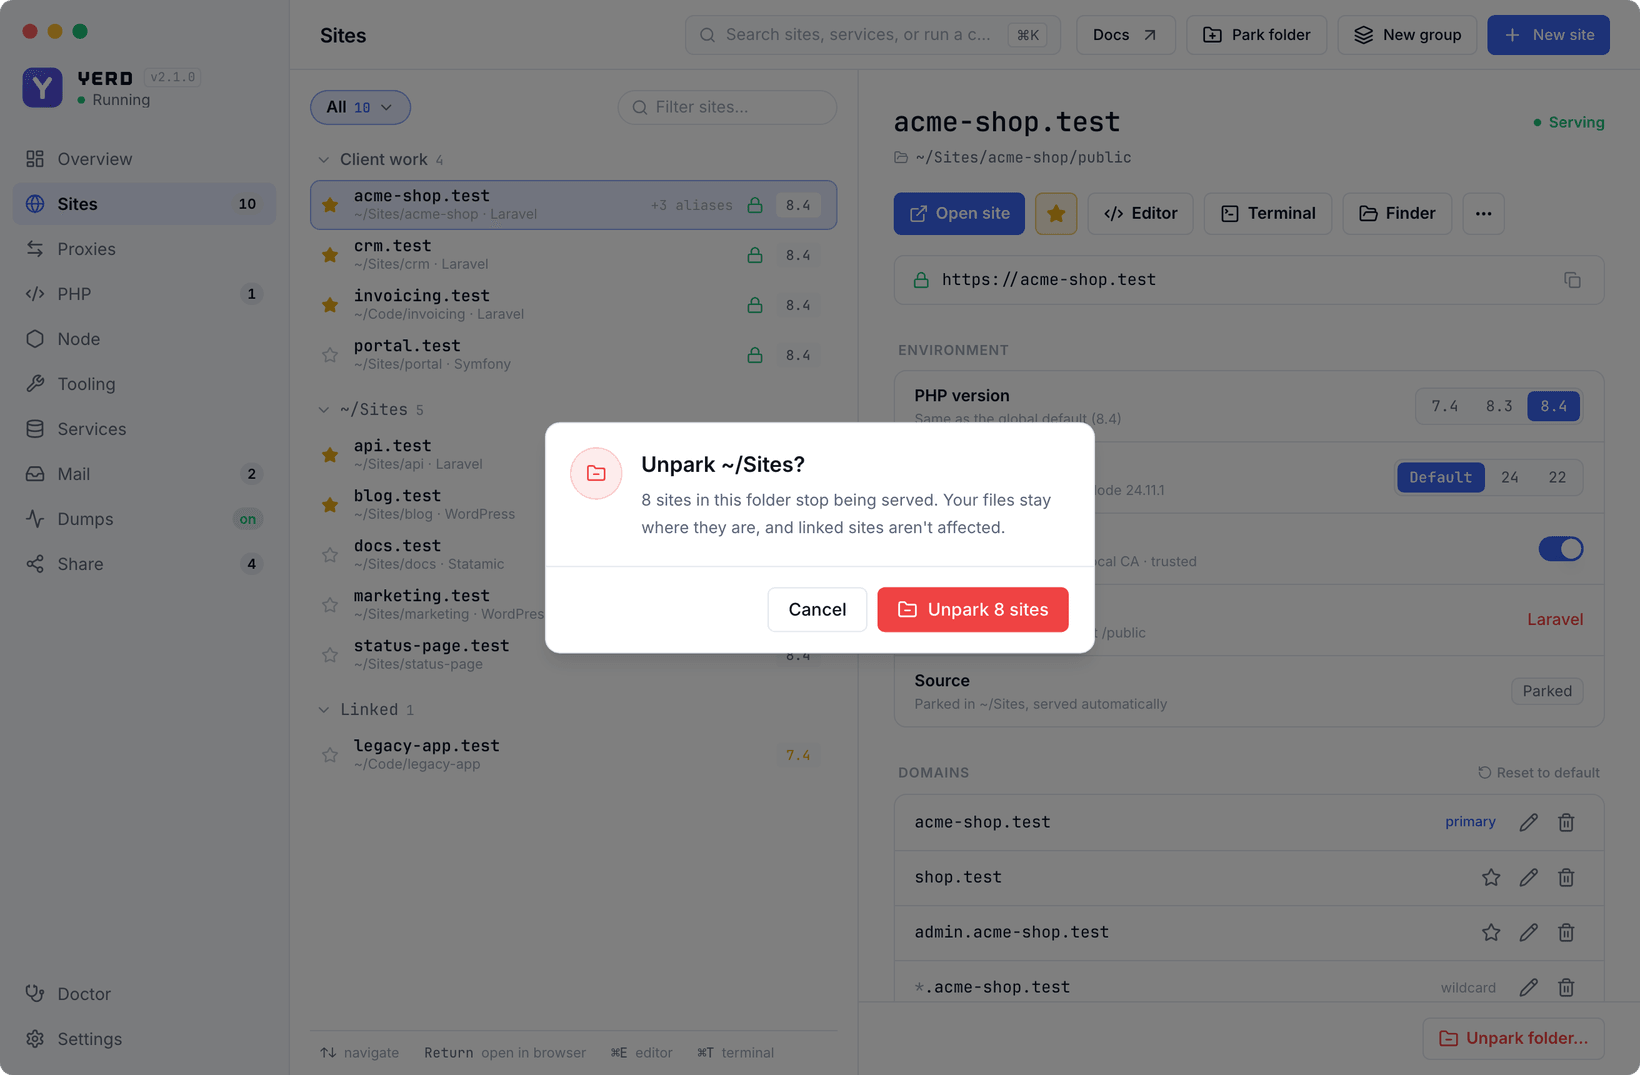 YERD v2.1.0
Running
Overview
Sites 10
Proxies
PHP 1
Node
Tooling
Services
Mail 2
Dumps on
Share 4
Doctor
Settings
Sites
Search sites, services, or run a c... ⌘K
Docs
Park folder
New group
New site
All 10
Filter sites...
Client work 4
acme-shop.test
~/Sites/acme-shop · Laravel
+3 aliases
8.4
crm.test
~/Sites/crm · Laravel
8.4
invoicing.test
~/Code/invoicing · Laravel
8.4
portal.test
~/Sites/portal · Symfony
8.4
~/Sites 5
api.test
~/Sites/api · Laravel
blog.test
~/Sites/blog · WordPress
docs.test
~/Sites/docs · Statamic
marketing.test
~/Sites/marketing · WordPres
status-page.test
~/Sites/status-page
8.4
Linked 1
legacy-app.test
~/Code/legacy-app
7.4
navigate Return open in browser ⌘E editor ⌘T terminal
acme-shop.test
Serving
~/Sites/acme-shop/public
Open site
Editor
Terminal
Finder
https://acme-shop.test
ENVIRONMENT
PHP version
Same as the global default (8.4)
7.4 8.3 8.4
24.11.1
Default 24 22
CA · trusted
/public
Laravel
Source
Parked in ~/Sites, served automatically
Parked
DOMAINS
Reset to default
acme-shop.test
primary
shop.test
admin.acme-shop.test
*.acme-shop.test
wildcard
Unpark folder...
Unpark ~/Sites?
8 sites in this folder stop being served. Your files stay
where they are, and linked sites aren't affected.
Cancel
Unpark 8 sites